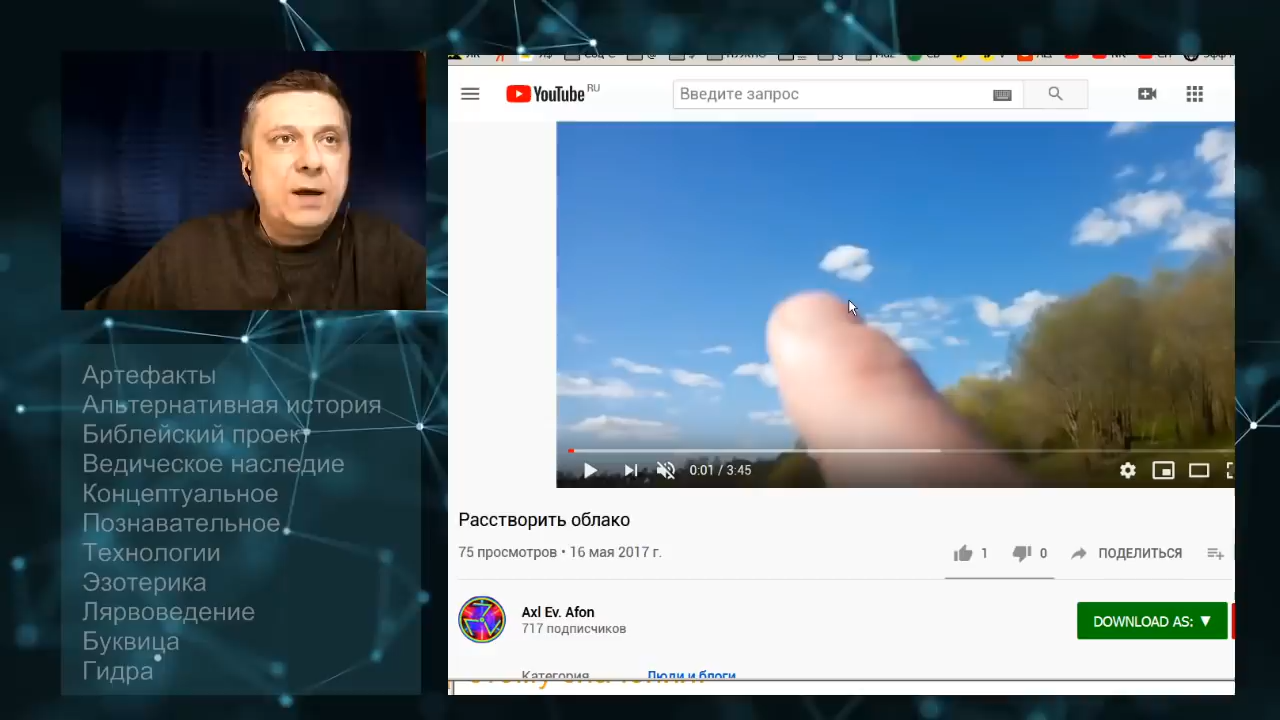 YouTube RU
Введите запрос
0:01 / 3:45
Расстворить облако
75 просмотров • 16 мая 2017 г.
1
0
ПОДЕЛИТЬСЯ
Axl Ev. Afon
717 подписчиков
DOWNLOAD AS: ▼
Категория
Люди и блоги
Артефакты
Альтернативная история
Библейский проект
Ведическое наследие
Концептуальное
Познавательное
Технологии
Эзотерика
Лярвоведение
Буквица
Гидра